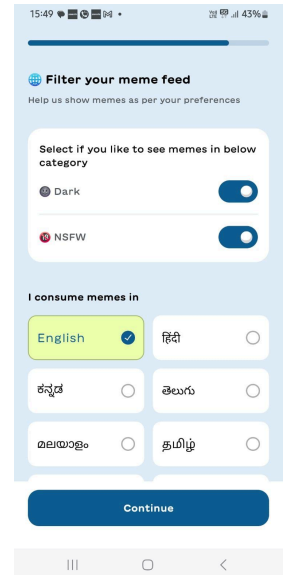 15:49 43%
Filter your meme feed
Help us show memes as per your preferences
Select if you like to see memes in below
category
Dark
NSFW
I consume memes in
English हिंदी
ಕನ್ನಡ తెలుగు
മലയാളം தமிழ்
Continue